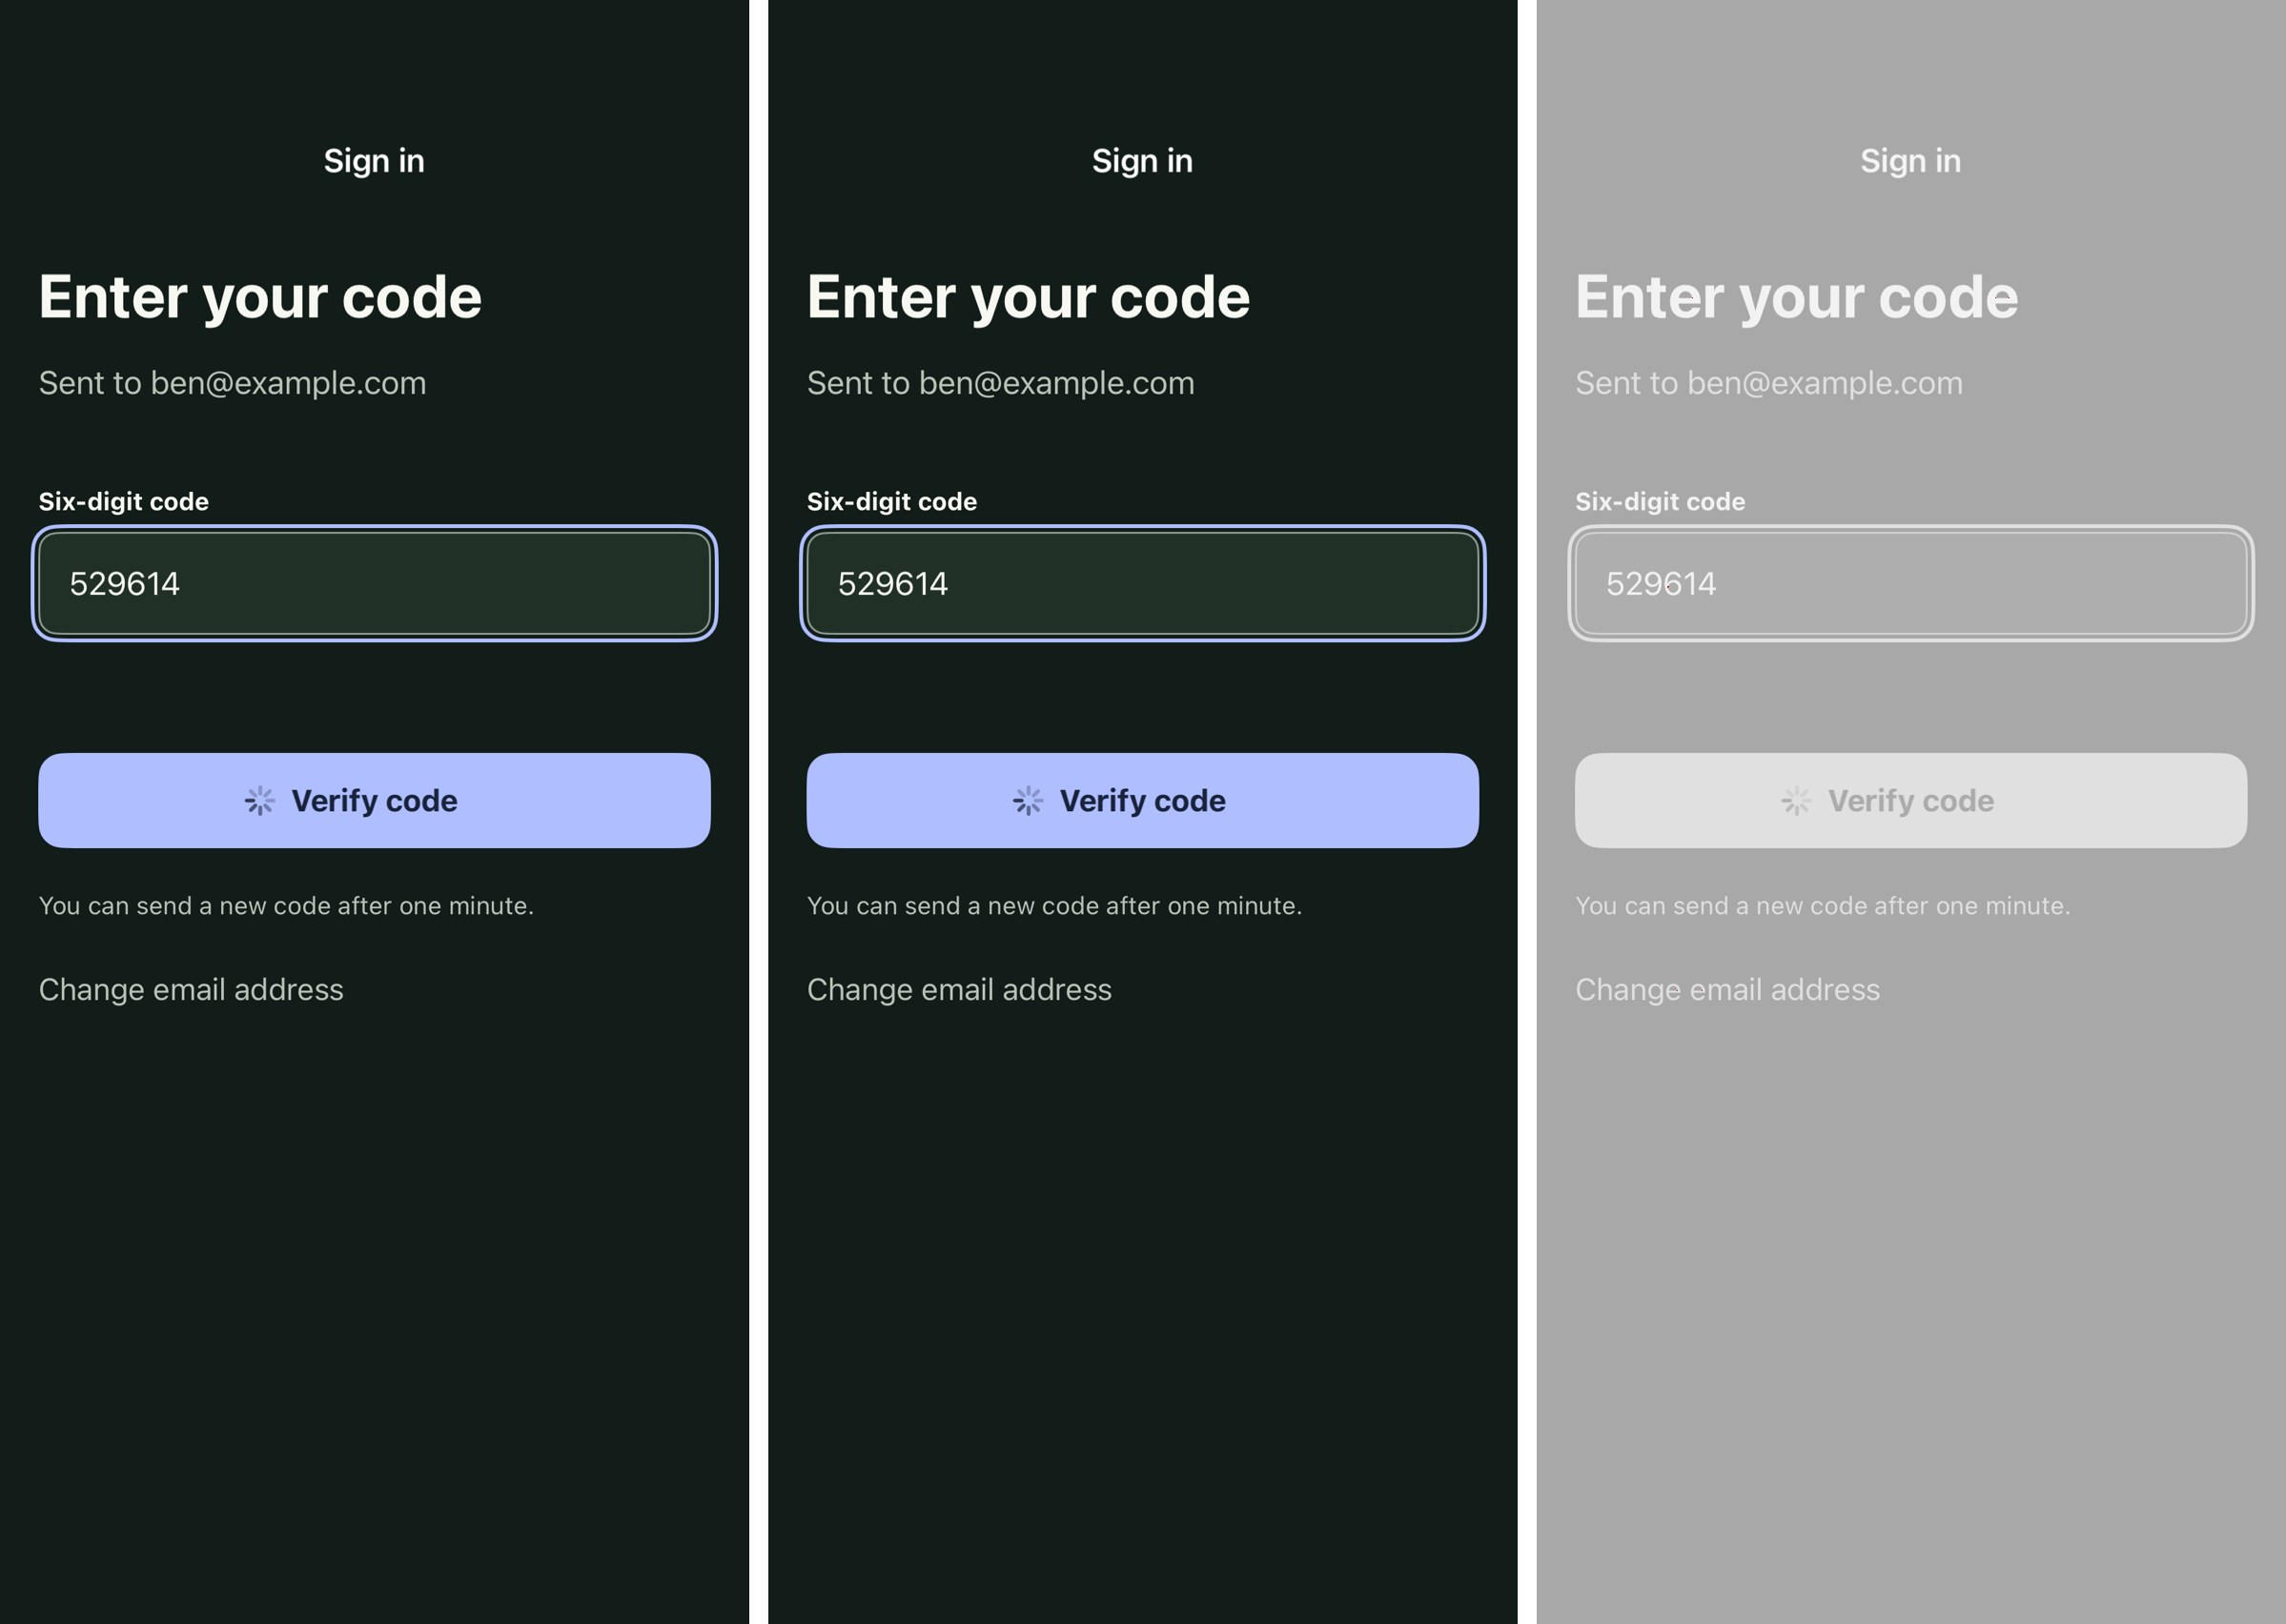 Sign in
Enter your code
Sent to ben@example.com
Six-digit code
529614
Verify code
You can send a new code after one minute.
Change email address
Sign in
Enter your code
Sent to ben@example.com
Six-digit code
529614
Verify code
You can send a new code after one minute.
Change email address
Sign in
Enter your code
Sent to ben@example.com
Six-digit code
529614
Verify code
You can send a new code after one minute.
Change email address